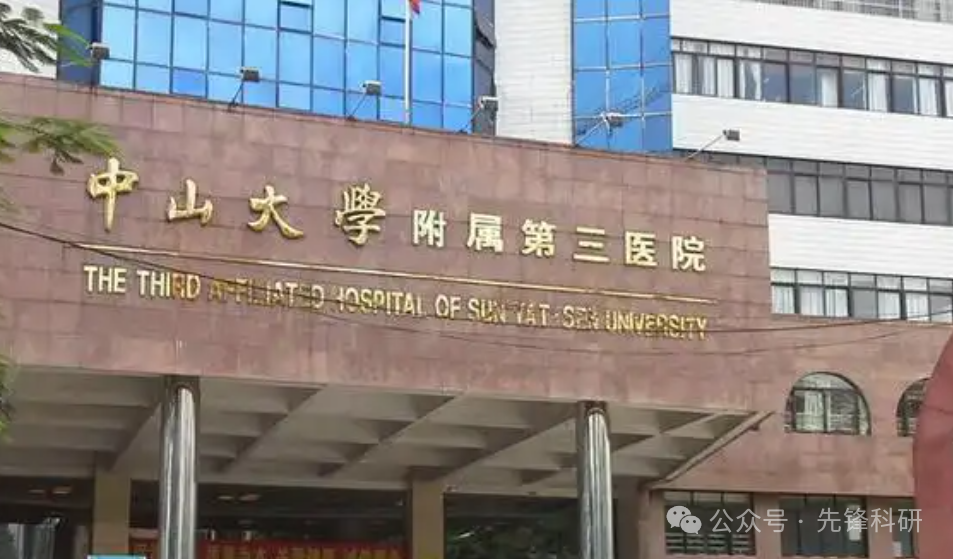 中山大學附属第三医院
THE THIRD AFFILIATED HOSPITAL OF SUN YAT-SEN UNIVERSITY
公众号 · 先锋科研